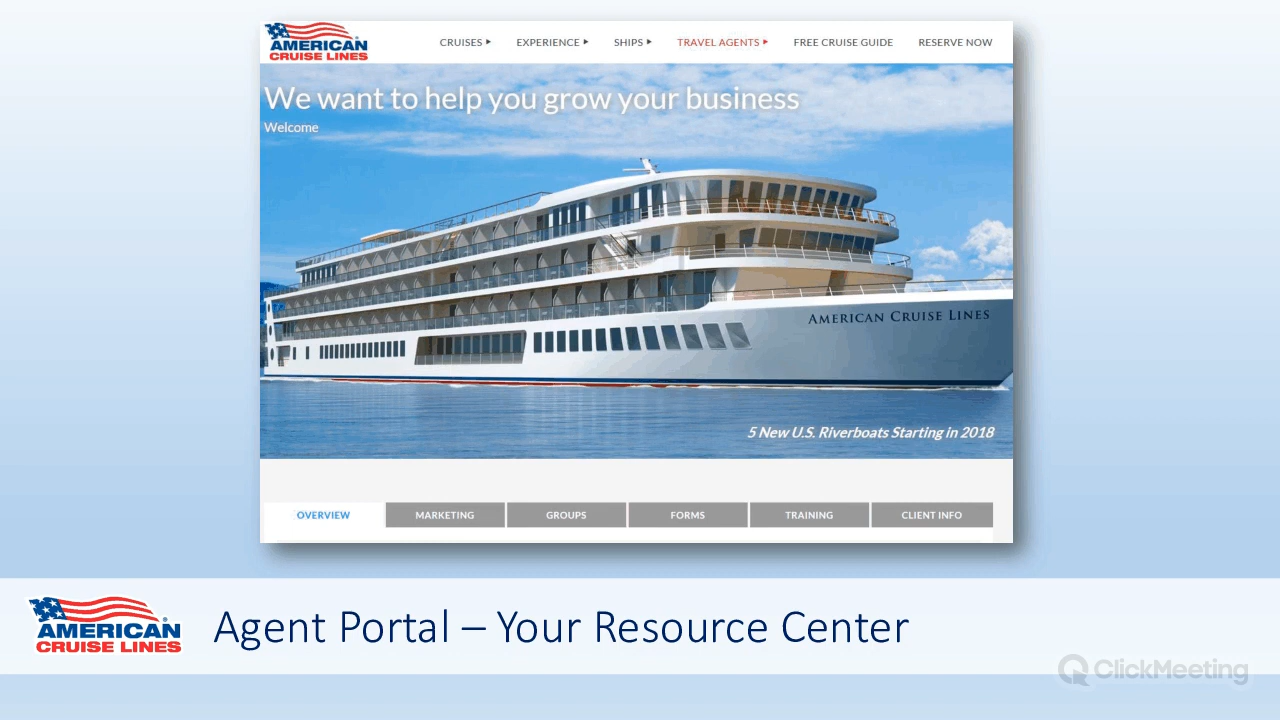 AMERICAN
CRUISE LINES
CRUISES EXPERIENCE SHIPS TRAVEL AGENTS FREE CRUISE GUIDE RESERVE NOW
We want to help you grow your business
Welcome
AMERICAN CRUISE LINES
5 New U.S. Riverboats Starting in 2018
OVERVIEW MARKETING GROUPS FORMS TRAINING CLIENT INFO
AMERICAN
CRUISE LINES
Agent Portal – Your Resource Center
ClickMeeting